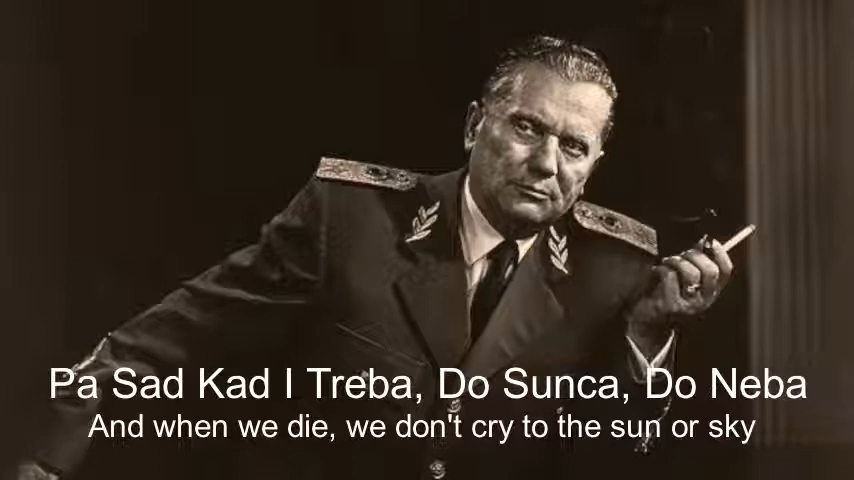 Pa Sad Kad I Treba, Do Sunca, Do Neba
And when we die, we don't cry to the sun or sky